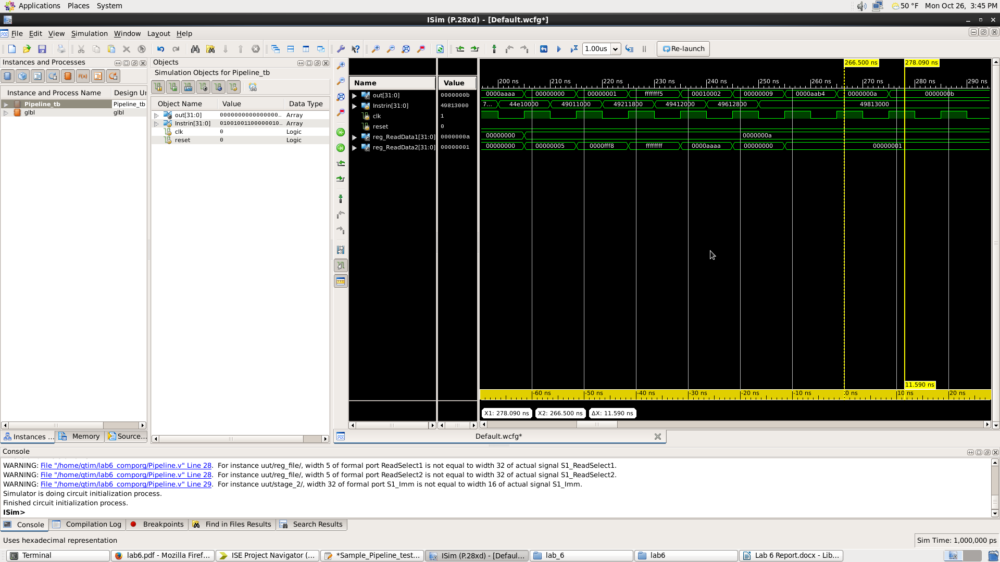 Applications Places System 50 °F Mon Oct 26, 3:45 PM
ISim (P.28xd) - [Default.wcfg*]
File Edit View Simulation Window Layout Help
1.00us Re-launch
Instances and Processes
Instance and Process Name Design Ur
Pipeline_tb Pipeline_tb
glbl glbl
Instances ... Memory Source...
Objects
Simulation Objects for Pipeline_tb
Object Name Value Data Type
out[31:0] 0000000000000000... Array
Instrin[31:0] 0100100110000010... Array
clk 0 Logic
reset 0 Logic
Name Value
out[31:0] 0000000b
Instrin[31:0] 49813000
clk 1
reset 0
reg_ReadData1[31:0] 0000000a
reg_ReadData2[31:0] 00000001
266.500 ns 278.090 ns
200 ns 210 ns 220 ns 230 ns 240 ns 250 ns 260 ns 270 ns 280 ns 290 ns
0000aaaa 00000000 00000001 fffffff5 00010002 00000009 0000aab4 0000000a 0000000b
7... 44e10000 49011000 49211800 49412000 49612800 49813000
00000000 0000000a
00000000 00000005 0000fff8 ffffffff 0000aaaa 00000000 00000001
11.590 ns
-60 ns -50 ns -40 ns -30 ns -20 ns -10 ns 0 ns 10 ns 20 ns
X1: 278.090 ns X2: 266.500 ns ΔX: 11.590 ns
Default.wcfg*
Console
WARNING: File "/home/qtim/lab6_comporg/Pipeline.v" Line 28. For instance uut/reg_file/, width 5 of formal port ReadSelect1 is not equal to width 32 of actual signal S1_ReadSelect1.
WARNING: File "/home/qtim/lab6_comporg/Pipeline.v" Line 28. For instance uut/reg_file/, width 5 of formal port ReadSelect2 is not equal to width 32 of actual signal S1_ReadSelect2.
WARNING: File "/home/qtim/lab6_comporg/Pipeline.v" Line 29. For instance uut/stage_2/, width 32 of formal port S1_Imm is not equal to width 16 of actual signal S1_Imm.
Simulator is doing circuit initialization process.
Finished circuit initialization process.
ISim>
Console Compilation Log Breakpoints Find in Files Results Search Results
Uses hexadecimal representation Sim Time: 1,000,000 ps
Terminal lab6.pdf - Mozilla Firef... ISE Project Navigator (... *Sample_Pipeline_test... ISim (P.28xd) - [Defaul... lab_6 lab6 Lab 6 Report.docx - Lib...